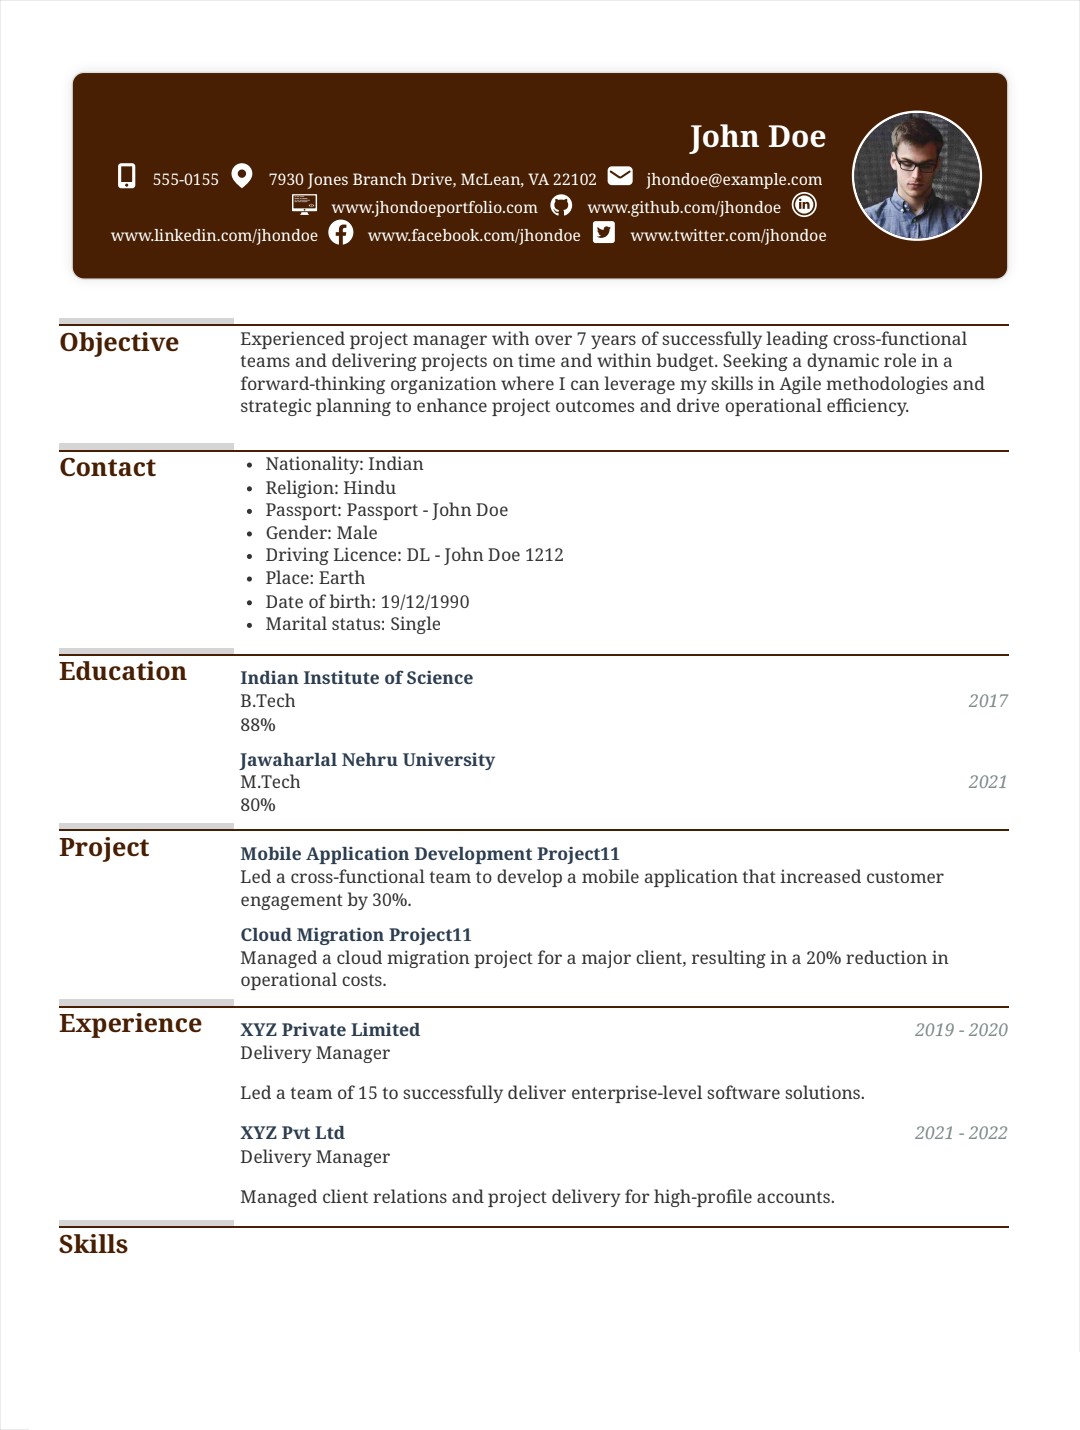 John Doe
555-0155 7930 Jones Branch Drive, McLean, VA 22102 jhondoe@example.com
www.jhondoeportfolio.com www.github.com/jhondoe
www.linkedin.com/jhondoe www.facebook.com/jhondoe www.twitter.com/jhondoe
Objective
Experienced project manager with over 7 years of successfully leading cross-functional
teams and delivering projects on time and within budget. Seeking a dynamic role in a
forward-thinking organization where I can leverage my skills in Agile methodologies and
strategic planning to enhance project outcomes and drive operational efficiency.
Contact
• Nationality: Indian
• Religion: Hindu
• Passport: Passport - John Doe
• Gender: Male
• Driving Licence: DL - John Doe 1212
• Place: Earth
• Date of birth: 19/12/1990
• Marital status: Single
Education
Indian Institute of Science
B.Tech 2017
88%
Jawaharlal Nehru University
M.Tech 2021
80%
Project
Mobile Application Development Project11
Led a cross-functional team to develop a mobile application that increased customer
engagement by 30%.
Cloud Migration Project11
Managed a cloud migration project for a major client, resulting in a 20% reduction in
operational costs.
Experience
XYZ Private Limited 2019 - 2020
Delivery Manager
Led a team of 15 to successfully deliver enterprise-level software solutions.
XYZ Pvt Ltd 2021 - 2022
Delivery Manager
Managed client relations and project delivery for high-profile accounts.
Skills